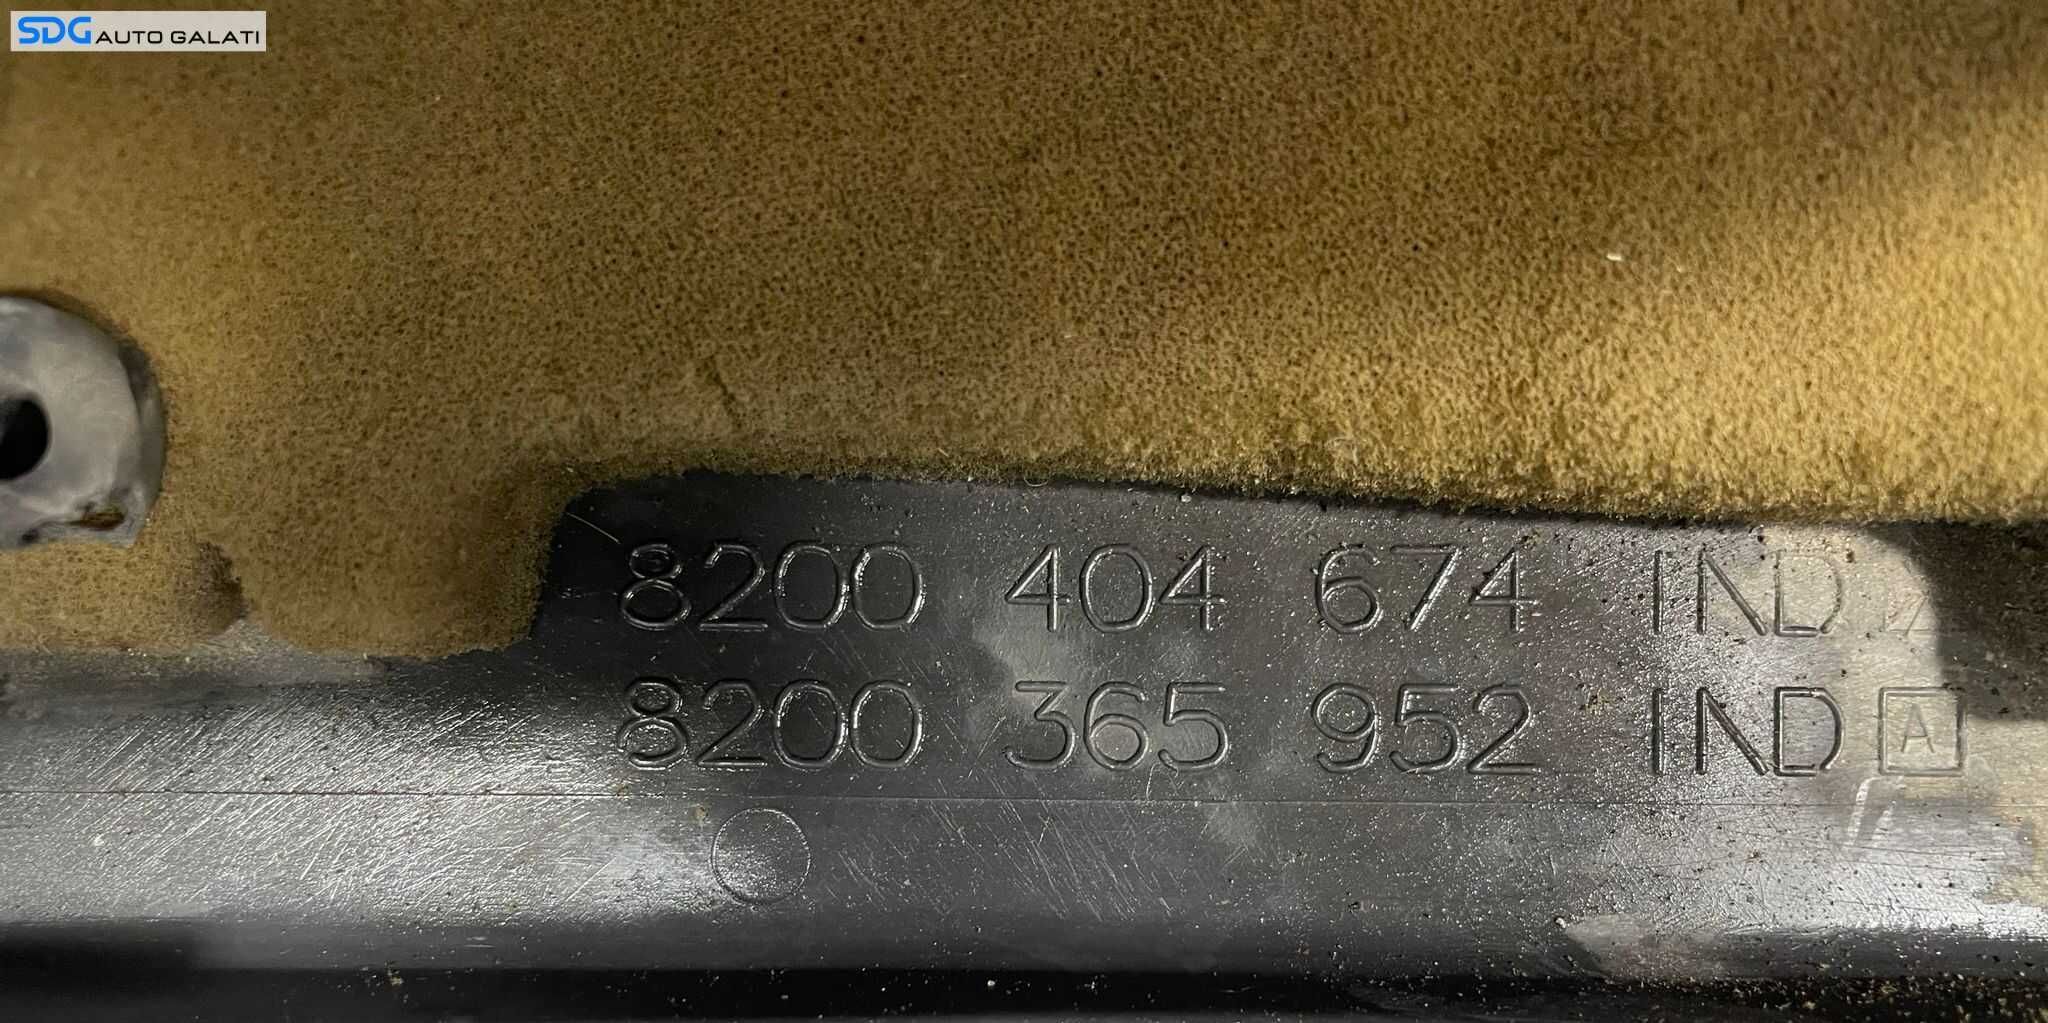 SDG AUTO GALATI
8200 404 674 IND
8200 365 952 IND A